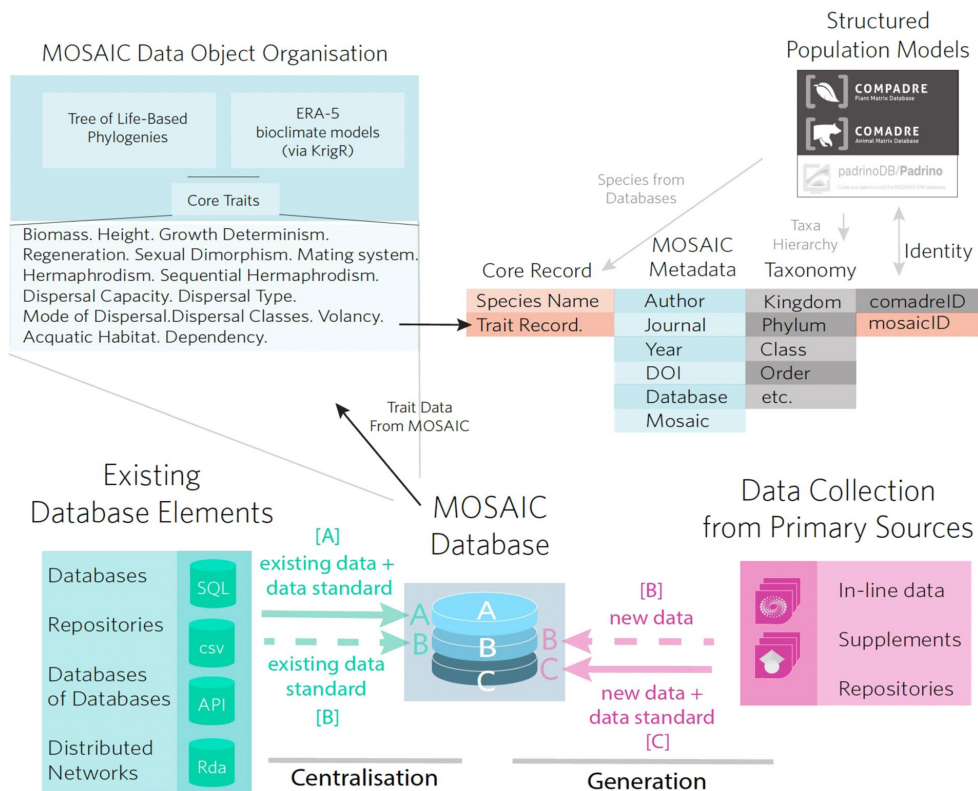 MOSAIC Data Object Organisation
Tree of Life-Based
Phylogenies
ERA-5
bioclimate models
(via KrigR)
Core Traits
Biomass. Height. Growth Determinism.
Regeneration. Sexual Dimorphism. Mating system.
Hermaphrodism. Sequential Hermaphrodism.
Dispersal Capacity. Dispersal Type.
Mode of Dispersal.Dispersal Classes. Volancy.
Acquatic Habitat. Dependency.
Structured
Population Models
COMPADRE
Plant Matrix Database
COMADRE
Animal Matrix Database
padrinoDB/Padrino
Species from
Databases
Taxa
Hierarchy
Identity
Core Record
Species Name
Trait Record.
MOSAIC
Metadata
Author
Journal
Year
DOI
Database
Mosaic
Taxonomy
Kingdom
Phylum
Class
Order
etc.
comadreID
mosaicID
Trait Data
From MOSAIC
Existing
Database Elements
Databases
Repositories
Databases
of Databases
Distributed
Networks
SQL
csv
API
Rda
[A]
existing data +
data standard
existing data
standard
[B]
MOSAIC
Database
A
B
A
B
C
B
C
[B]
new data
new data +
data standard
[C]
Data Collection
from Primary Sources
In-line data
Supplements
Repositories
Centralisation
Generation